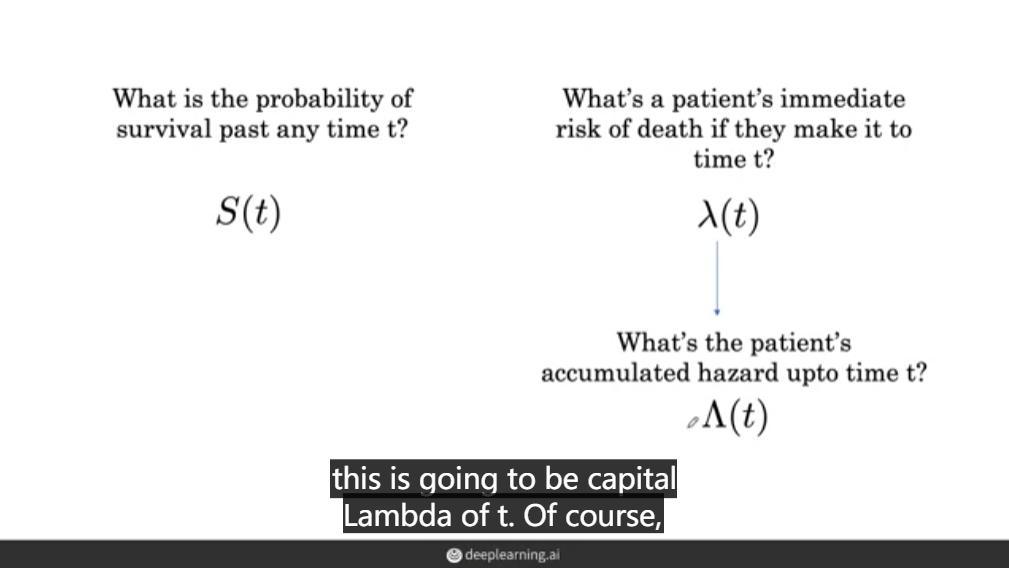 What is the probability of
survival past any time t?
S(t)
What's a patient's immediate
risk of death if they make it to
time t?
λ(t)
What's the patient's
accumulated hazard upto time t?
Λ(t)
this is going to be capital
Lambda of t. Of course,
deeplearning.ai